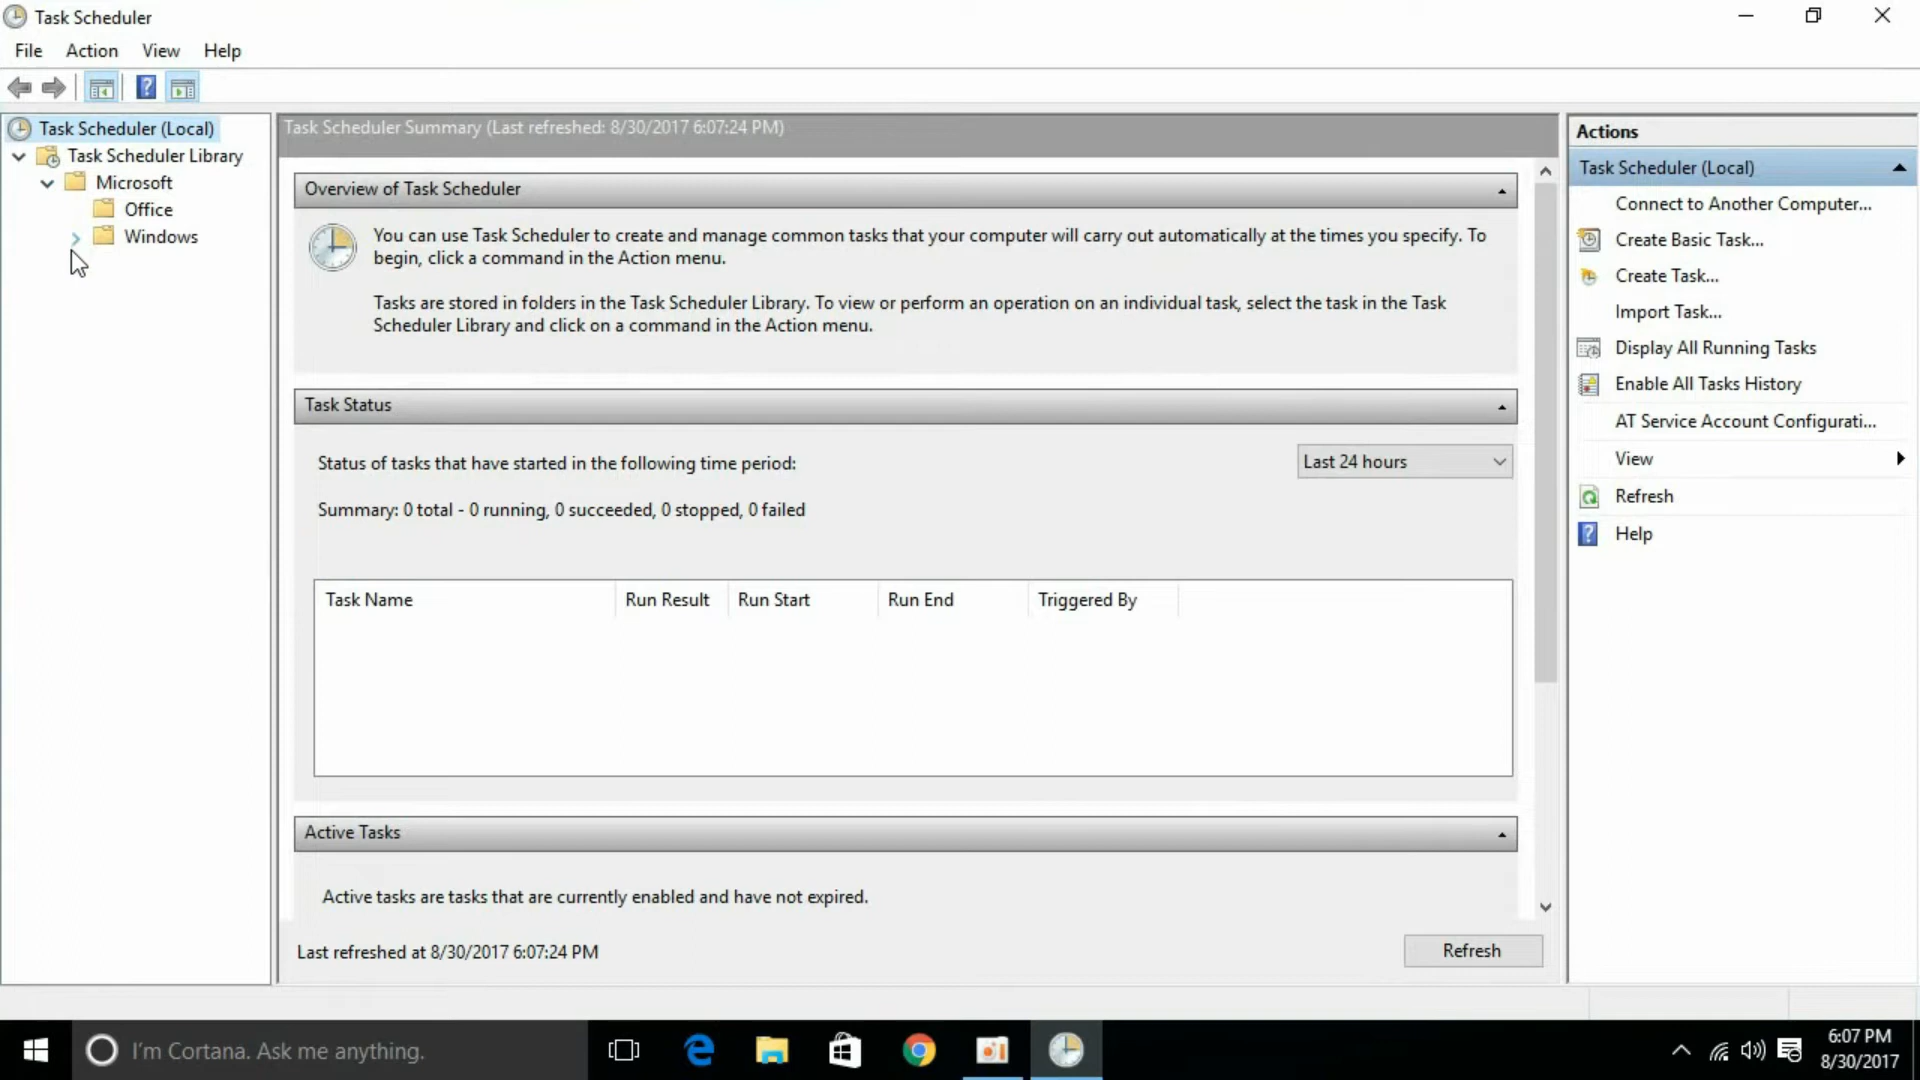 Task Scheduler
File Action View Help
Task Scheduler (Local)
Task Scheduler Library
Microsoft
Office
Windows
Task Scheduler Summary (Last refreshed: 8/30/2017 6:07:24 PM)
Overview of Task Scheduler
You can use Task Scheduler to create and manage common tasks that your computer will carry out automatically at the times you specify. To
begin, click a command in the Action menu.
Tasks are stored in folders in the Task Scheduler Library. To view or perform an operation on an individual task, select the task in the Task
Scheduler Library and click on a command in the Action menu.
Task Status
Status of tasks that have started in the following time period:
Last 24 hours
Summary: 0 total - 0 running, 0 succeeded, 0 stopped, 0 failed
Task Name Run Result Run Start Run End Triggered By
Active Tasks
Active tasks are tasks that are currently enabled and have not expired.
Last refreshed at 8/30/2017 6:07:24 PM
Refresh
Actions
Task Scheduler (Local)
Connect to Another Computer...
Create Basic Task...
Create Task...
Import Task...
Display All Running Tasks
Enable All Tasks History
AT Service Account Configurati...
View
Refresh
Help
I'm Cortana. Ask me anything.
6:07 PM
8/30/2017